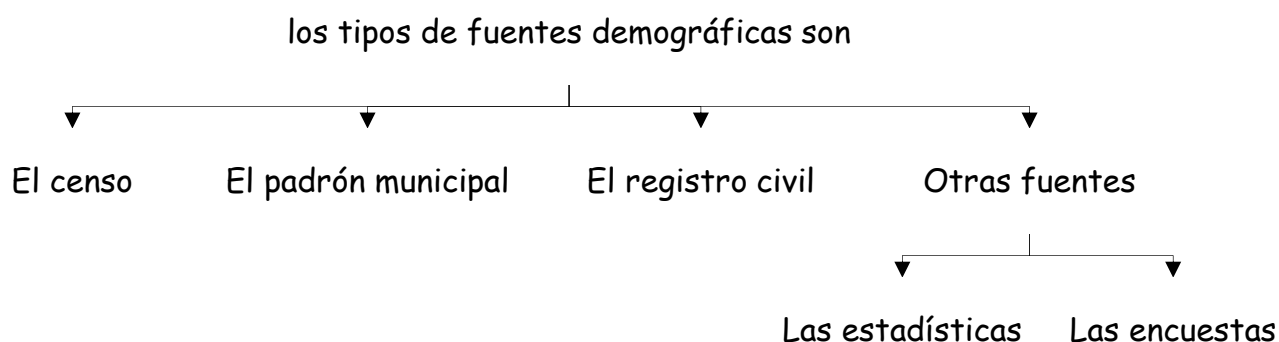 los tipos de fuentes demográficas son
El censo El padrón municipal El registro civil Otras fuentes
Las estadísticas Las encuestas